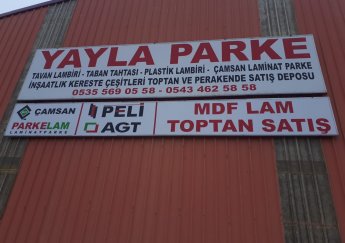 YAYLA PARKE
TAVAN LAMBİRİ - TABAN TAHTASI - PLASTİK LAMBİRİ - ÇAMSAN LAMİNAT PARKE
İNŞAATLIK KERESTE ÇEŞİTLERİ TOPTAN VE PERAKENDE SATIŞ DEPOSU
0535 569 05 58 - 0543 462 58 58
ÇAMSAN
PARKELAM
LAMİNATPARKE
PELİ
AGT
MDF LAM
TOPTAN SATIŞ